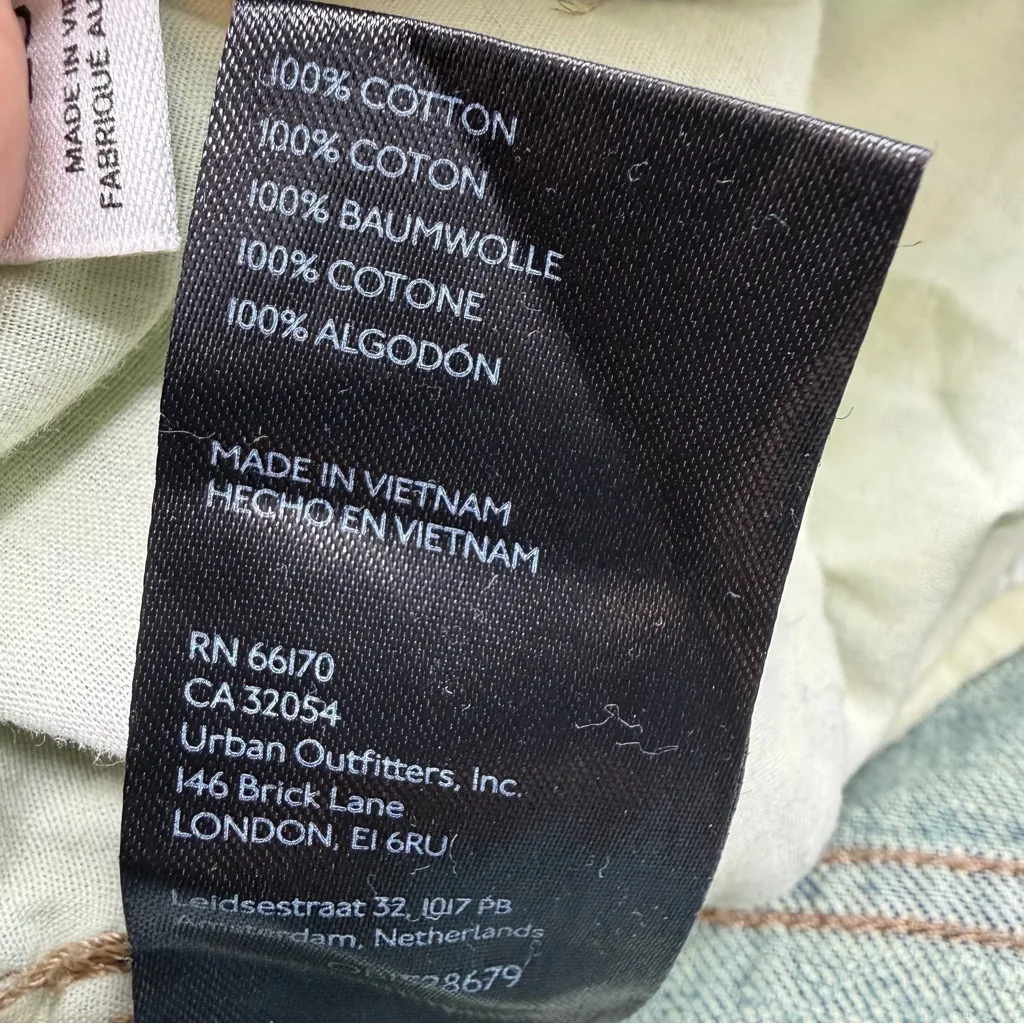 MADE IN
FABRIQUÉ AU
100% COTTON
100% COTON
100% BAUMWOLLE
100% COTONE
100% ALGODÓN
MADE IN VIETNAM
HECHO EN VIETNAM
RN 66170
CA 32054
Urban Outfitters, Inc.
146 Brick Lane
LONDON, E1 6RU
Leidsestraat 32, 1017 PB
Amsterdam, Netherlands